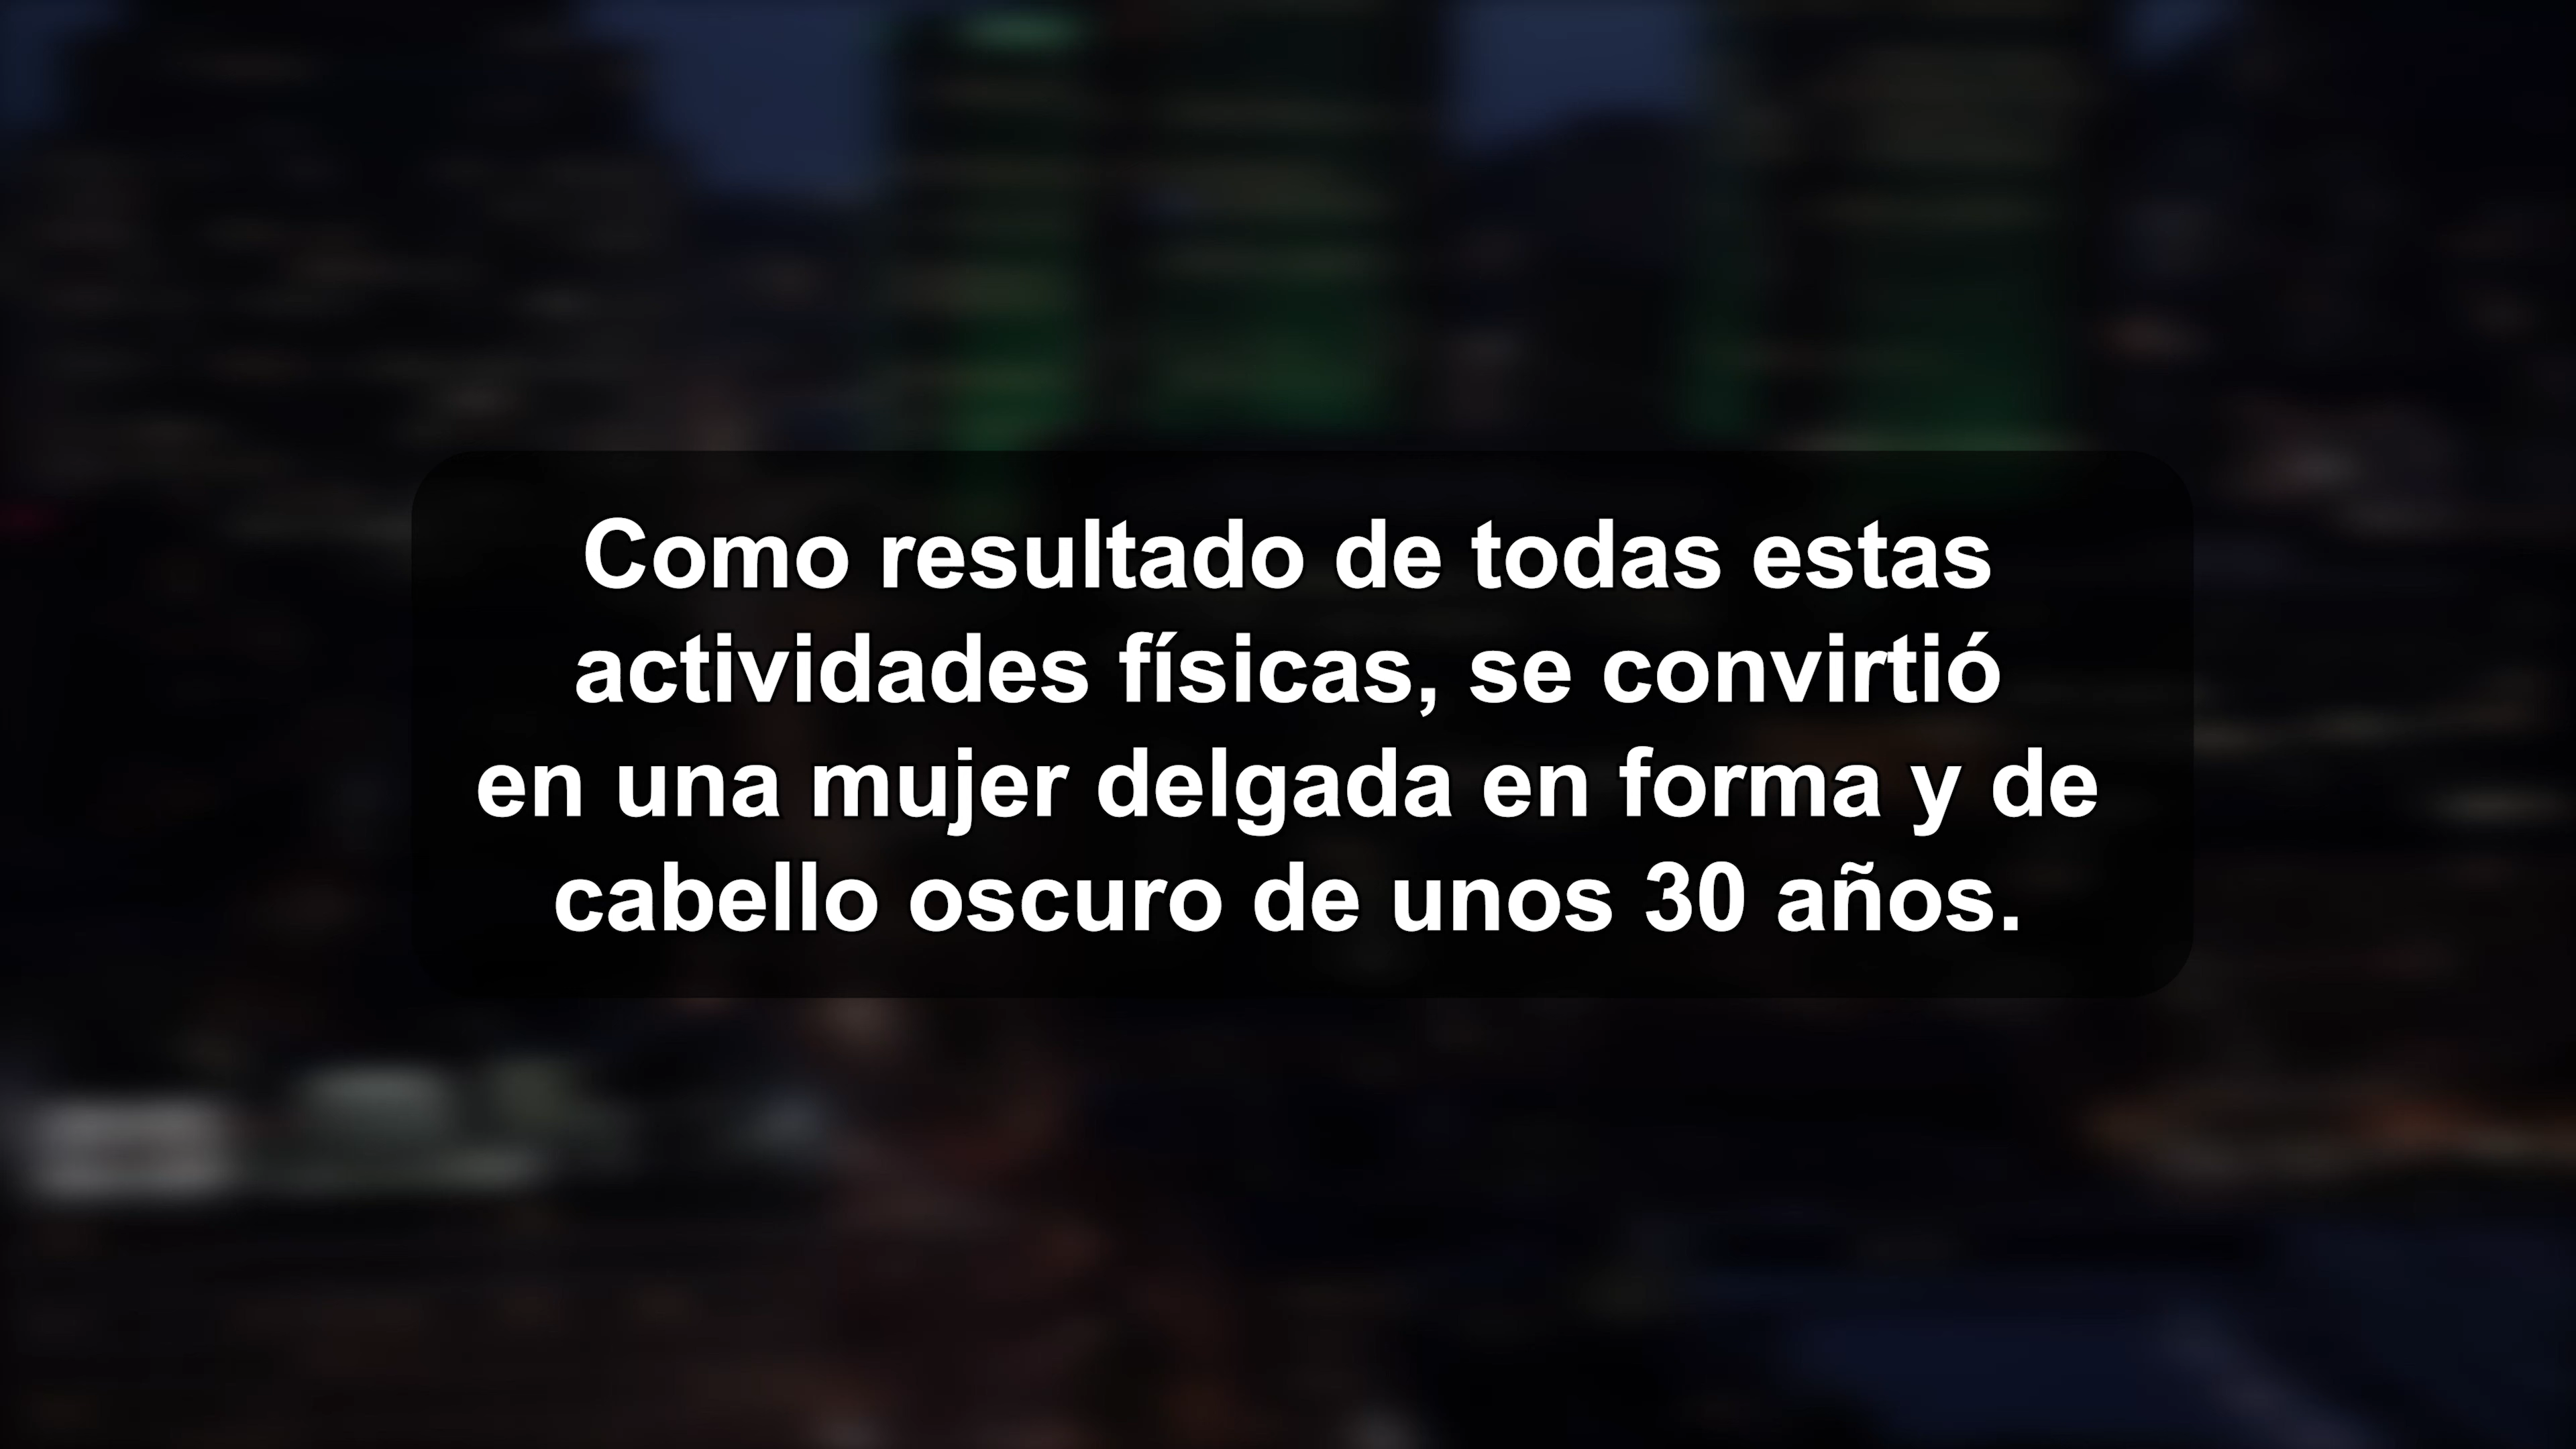 Como resultado de todas estas
actividades físicas, se convirtió
en una mujer delgada en forma y de
cabello oscuro de unos 30 años.